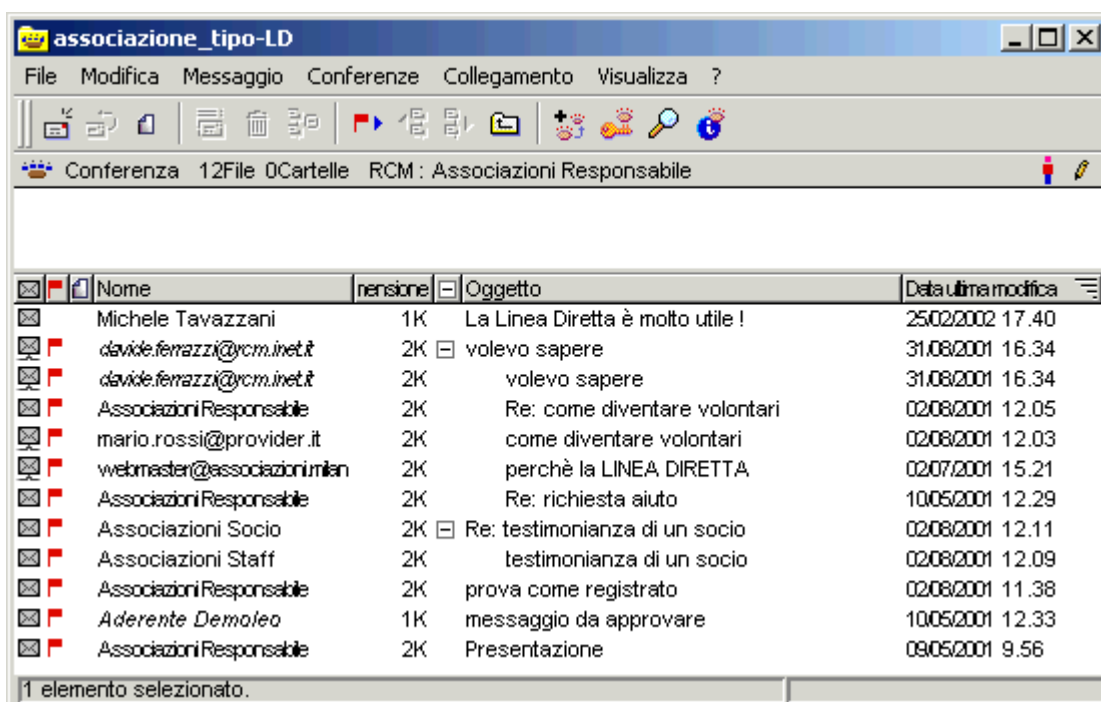 associazione_tipo-LD
File Modifica Messaggio Conferenze Collegamento Visualizza ?
Conferenza 12File 0Cartelle RCM : Associazioni Responsabile
Nome mensione Oggetto Data ultima modifica
Michele Tavazzani 1K La Linea Diretta è molto utile ! 25/02/2002 17.40
davide.ferrazzi@rcm.inet.it 2K volevo sapere 31/08/2001 16.34
davide.ferrazzi@rcm.inet.it 2K volevo sapere 31/08/2001 16.34
Associazioni Responsabile 2K Re: come diventare volontari 02/08/2001 12.05
mario.rossi@provider.it 2K come diventare volontari 02/08/2001 12.03
webmaster@associazioni.milan 2K perchè la LINEA DIRETTA 02/07/2001 15.21
Associazioni Responsabile 2K Re: richiesta aiuto 10/05/2001 12.29
Associazioni Socio 2K Re: testimonianza di un socio 02/08/2001 12.11
Associazioni Staff 2K testimonianza di un socio 02/08/2001 12.09
Associazioni Responsabile 2K prova come registrato 02/08/2001 11.38
Aderente Demoleo 1K messaggio da approvare 10/05/2001 12.33
Associazioni Responsabile 2K Presentazione 09/05/2001 9.56
1 elemento selezionato.